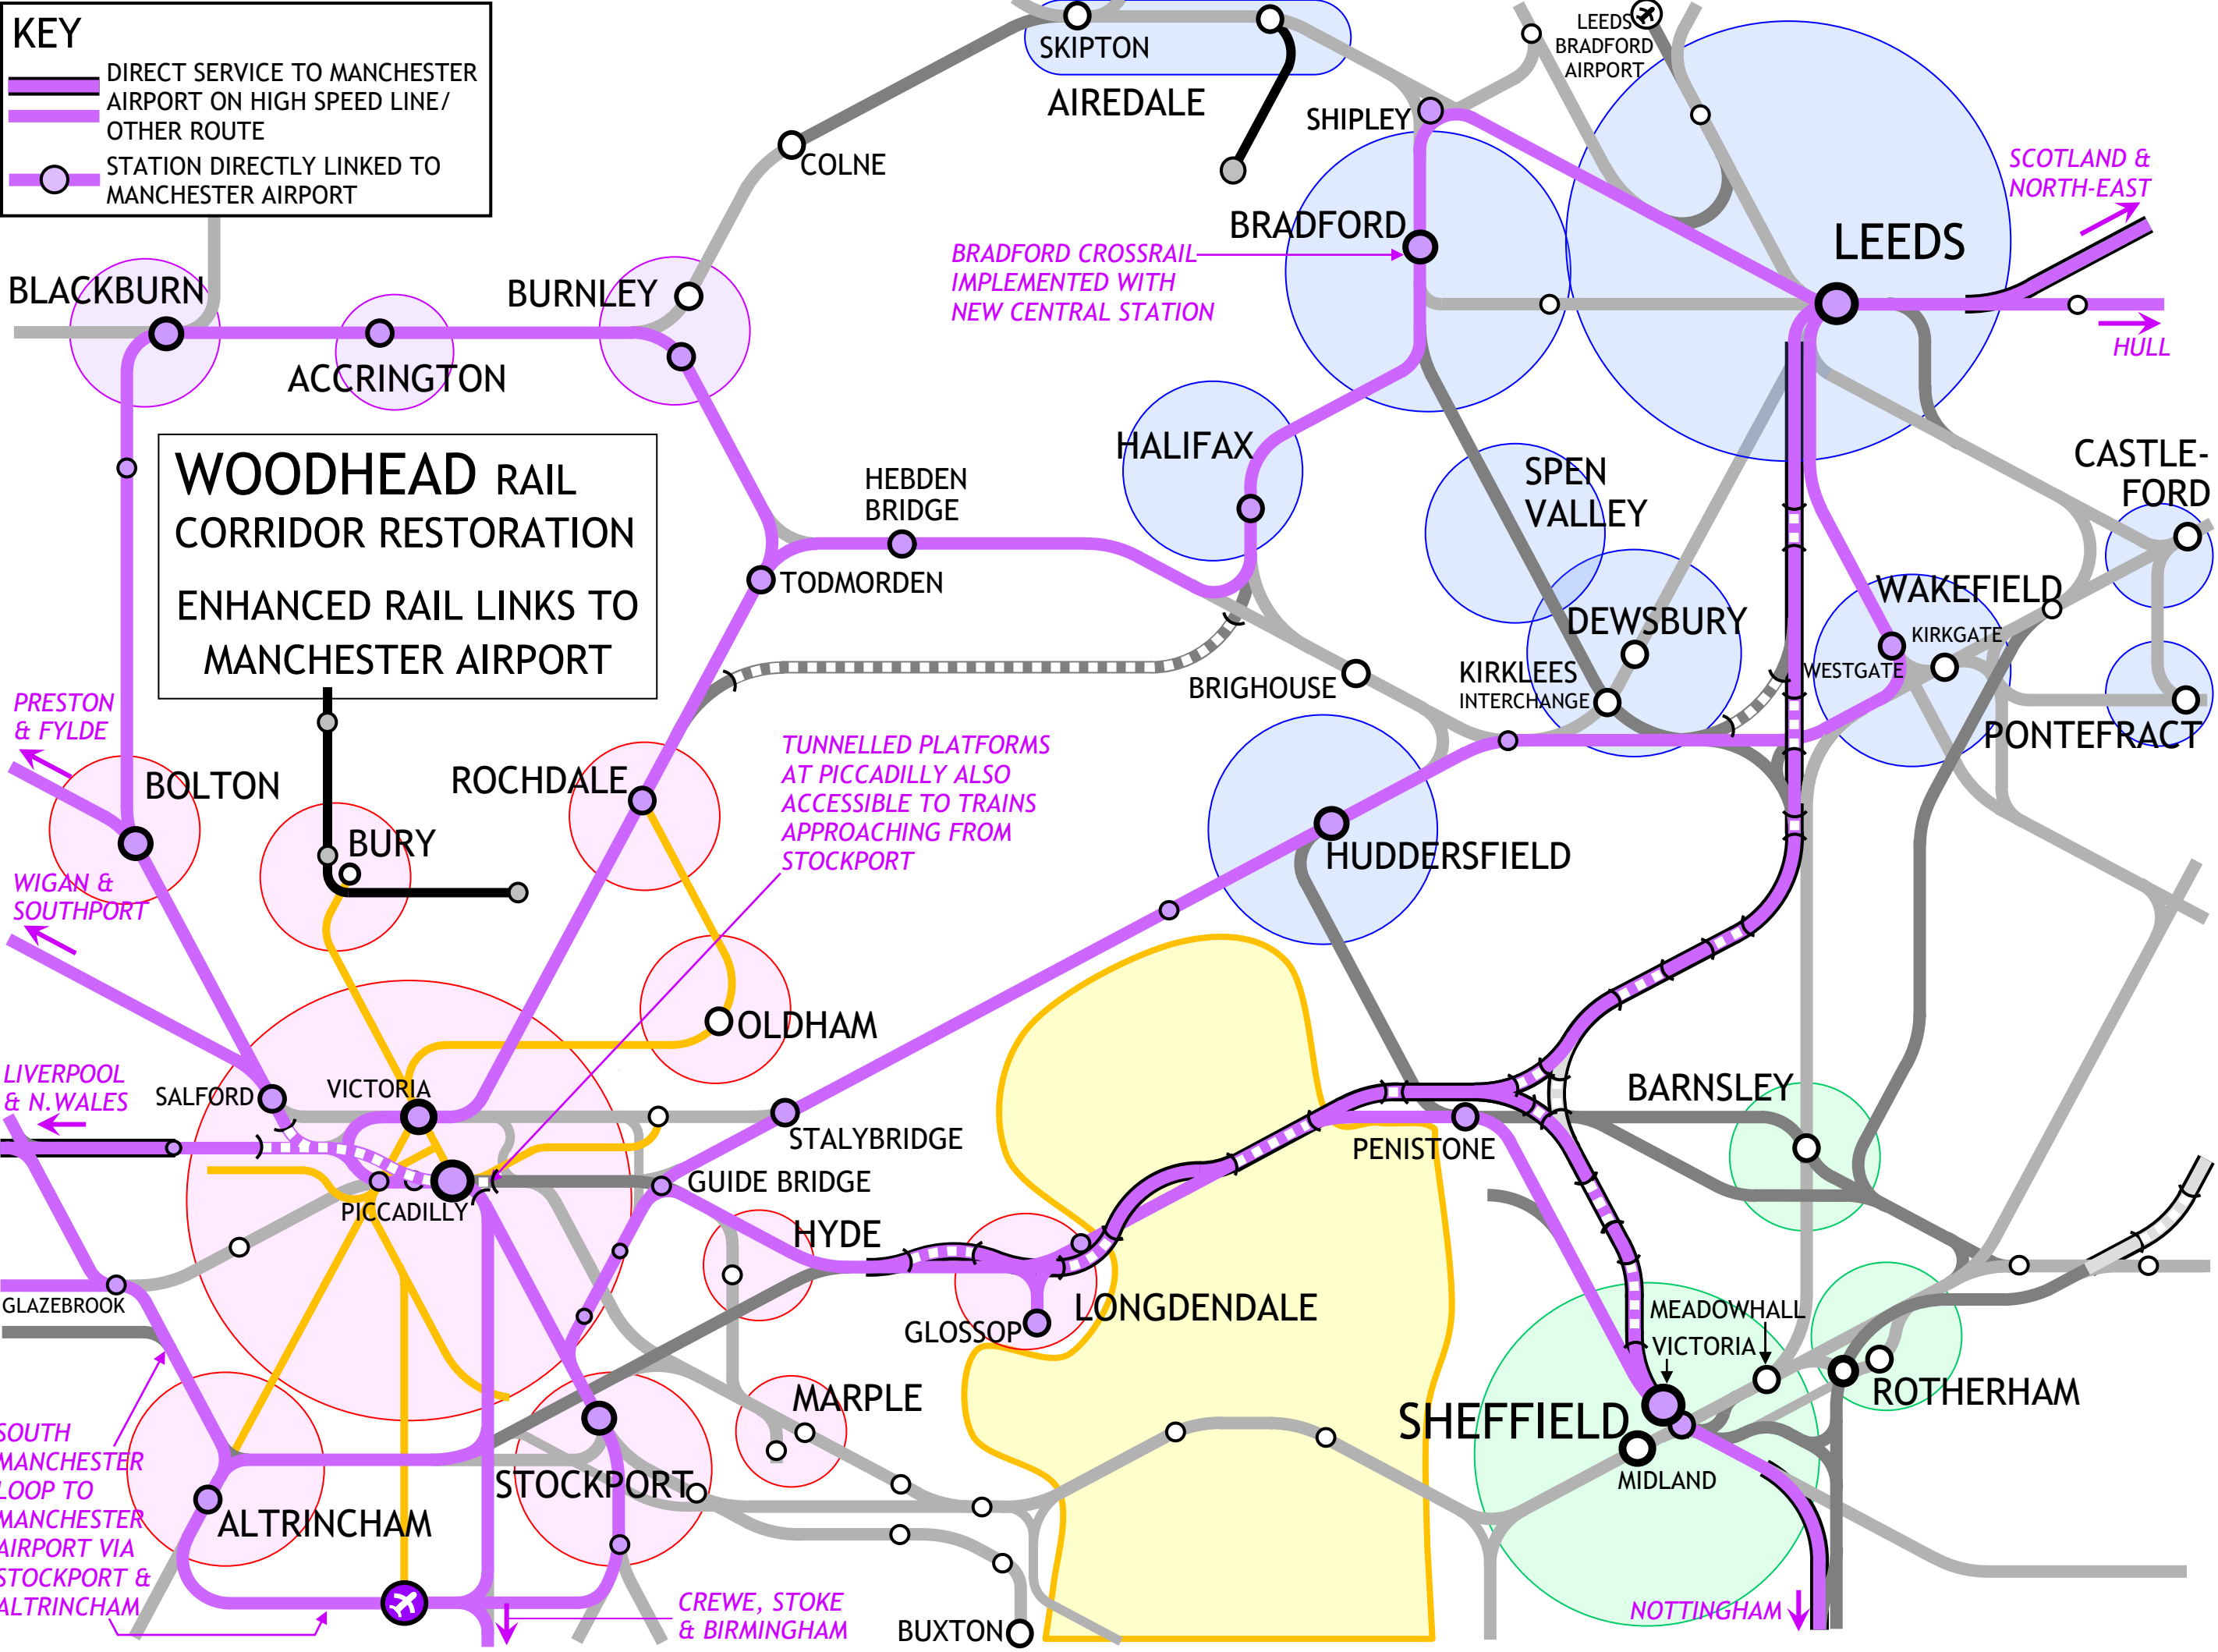 KEY
DIRECT SERVICE TO MANCHESTER
AIRPORT ON HIGH SPEED LINE/
OTHER ROUTE
STATION DIRECTLY LINKED TO
MANCHESTER AIRPORT
SKIPTON
AIREDALE
COLNE
SHIPLEY
LEEDS
BRADFORD
AIRPORT
SCOTLAND &
NORTH-EAST
BRADFORD
LEEDS
HULL
BRADFORD CROSSRAIL
IMPLEMENTED WITH
NEW CENTRAL STATION
BLACKBURN
ACCRINGTON
BURNLEY
WOODHEAD RAIL
CORRIDOR RESTORATION
ENHANCED RAIL LINKS TO
MANCHESTER AIRPORT
HEBDEN
BRIDGE
TODMORDEN
HALIFAX
SPEN
VALLEY
CASTLE-
FORD
DEWSBURY
WAKEFIELD
KIRKGATE
WESTGATE
KIRKLEES
INTERCHANGE
BRIGHOUSE
PONTEFRACT
PRESTON
& FYLDE
BOLTON
BURY
ROCHDALE
TUNNELLED PLATFORMS
AT PICCADILLY ALSO
ACCESSIBLE TO TRAINS
APPROACHING FROM
STOCKPORT
HUDDERSFIELD
WIGAN &
SOUTHPORT
OLDHAM
LIVERPOOL
& N.WALES
SALFORD
VICTORIA
STALYBRIDGE
PICCADILLY
GUIDE BRIDGE
PENISTONE
BARNSLEY
HYDE
GLAZEBROOK
GLOSSOP
LONGDENDALE
MEADOWHALL
VICTORIA
SHEFFIELD
MIDLAND
ROTHERHAM
MARPLE
STOCKPORT
ALTRINCHAM
SOUTH
MANCHESTER
LOOP TO
MANCHESTER
AIRPORT VIA
STOCKPORT &
ALTRINCHAM
CREWE, STOKE
& BIRMINGHAM
BUXTON
NOTTINGHAM